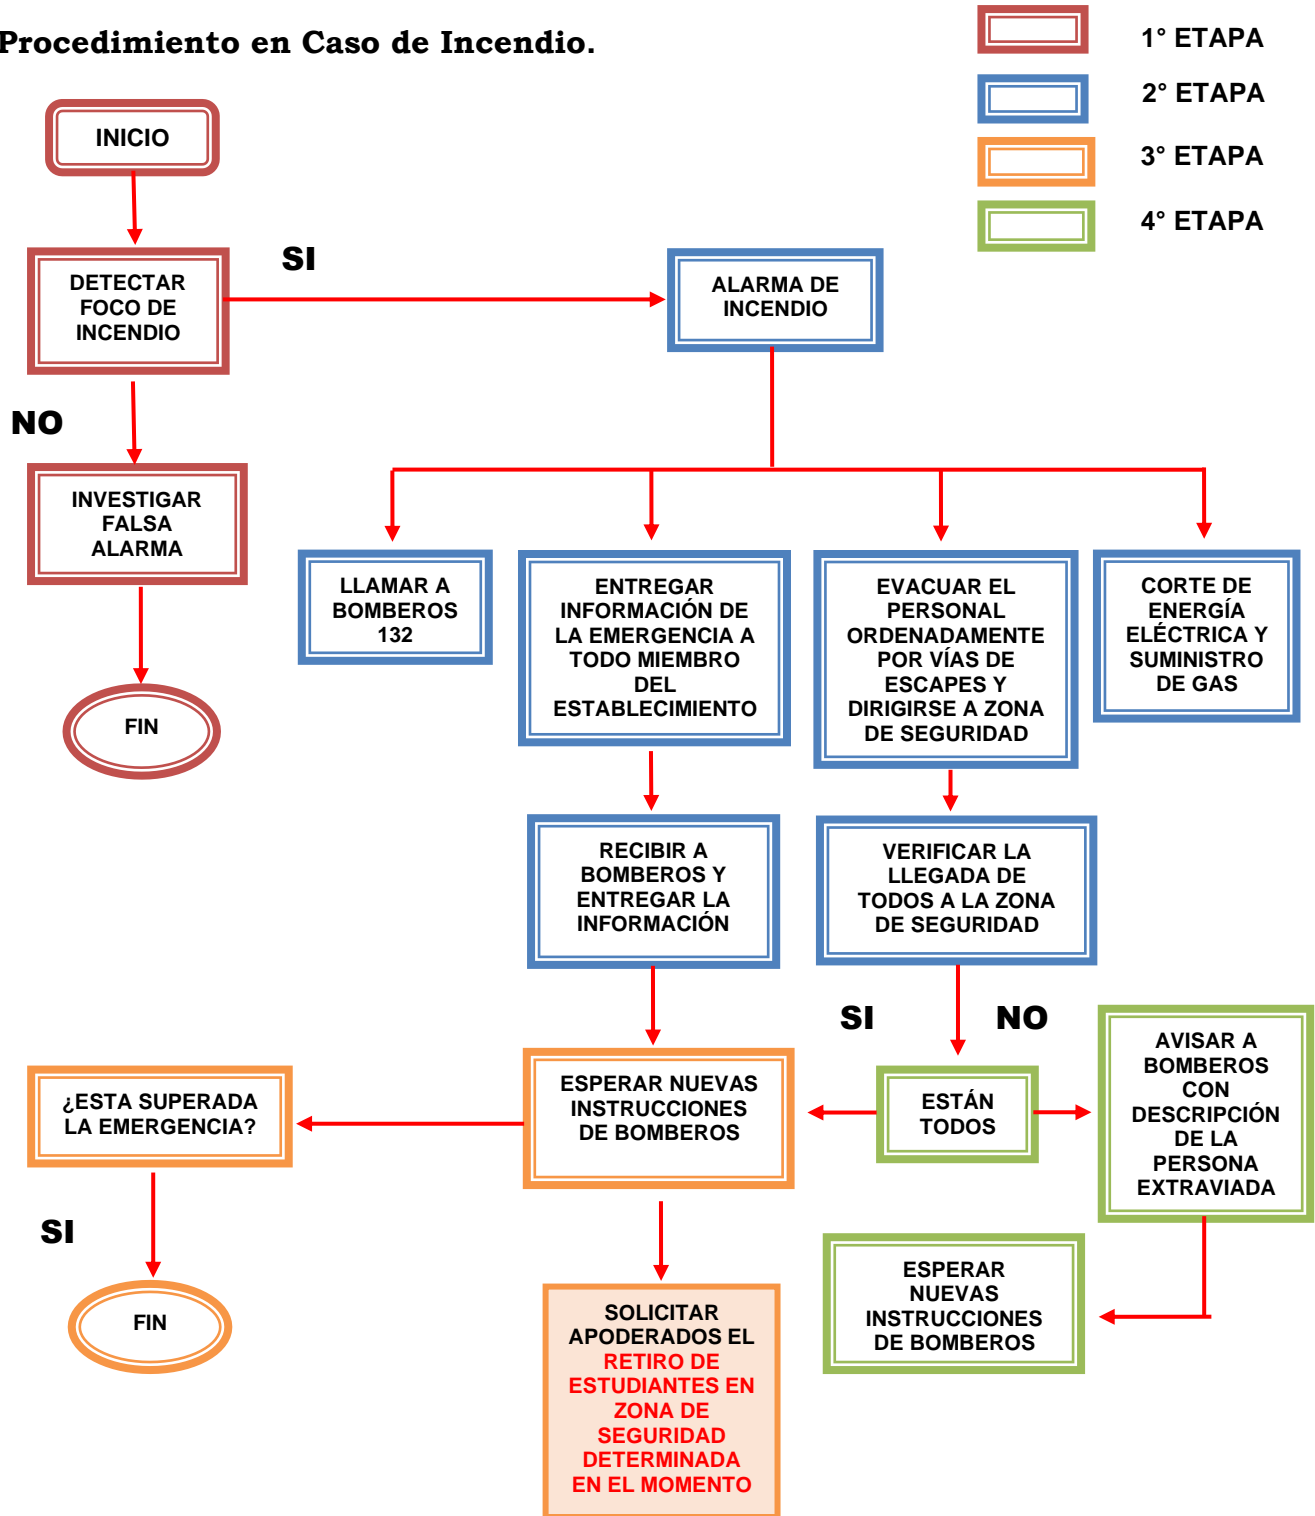 Procedimiento en Caso de Incendio.
1° ETAPA
2° ETAPA
3° ETAPA
4° ETAPA
INICIO
DETECTAR
FOCO DE
INCENDIO
SI
ALARMA DE
INCENDIO
NO
INVESTIGAR
FALSA
ALARMA
FIN
LLAMAR A
BOMBEROS
132
ENTREGAR
INFORMACIÓN DE
LA EMERGENCIA A
TODO MIEMBRO
DEL
ESTABLECIMIENTO
EVACUAR EL
PERSONAL
ORDENADAMENTE
POR VÍAS DE
ESCAPES Y
DIRIGIRSE A ZONA
DE SEGURIDAD
CORTE DE
ENERGÍA
ELÉCTRICA Y
SUMINISTRO
DE GAS
RECIBIR A
BOMBEROS Y
ENTREGAR LA
INFORMACIÓN
VERIFICAR LA
LLEGADA DE
TODOS A LA ZONA
DE SEGURIDAD
SI
NO
¿ESTA SUPERADA
LA EMERGENCIA?
ESPERAR NUEVAS
INSTRUCCIONES
DE BOMBEROS
ESTÁN
TODOS
AVISAR A
BOMBEROS
CON
DESCRIPCIÓN
DE LA
PERSONA
EXTRAVIADA
SI
FIN
SOLICITAR
APODERADOS EL
RETIRO DE
ESTUDIANTES EN
ZONA DE
SEGURIDAD
DETERMINADA
EN EL MOMENTO
ESPERAR
NUEVAS
INSTRUCCIONES
DE BOMBEROS